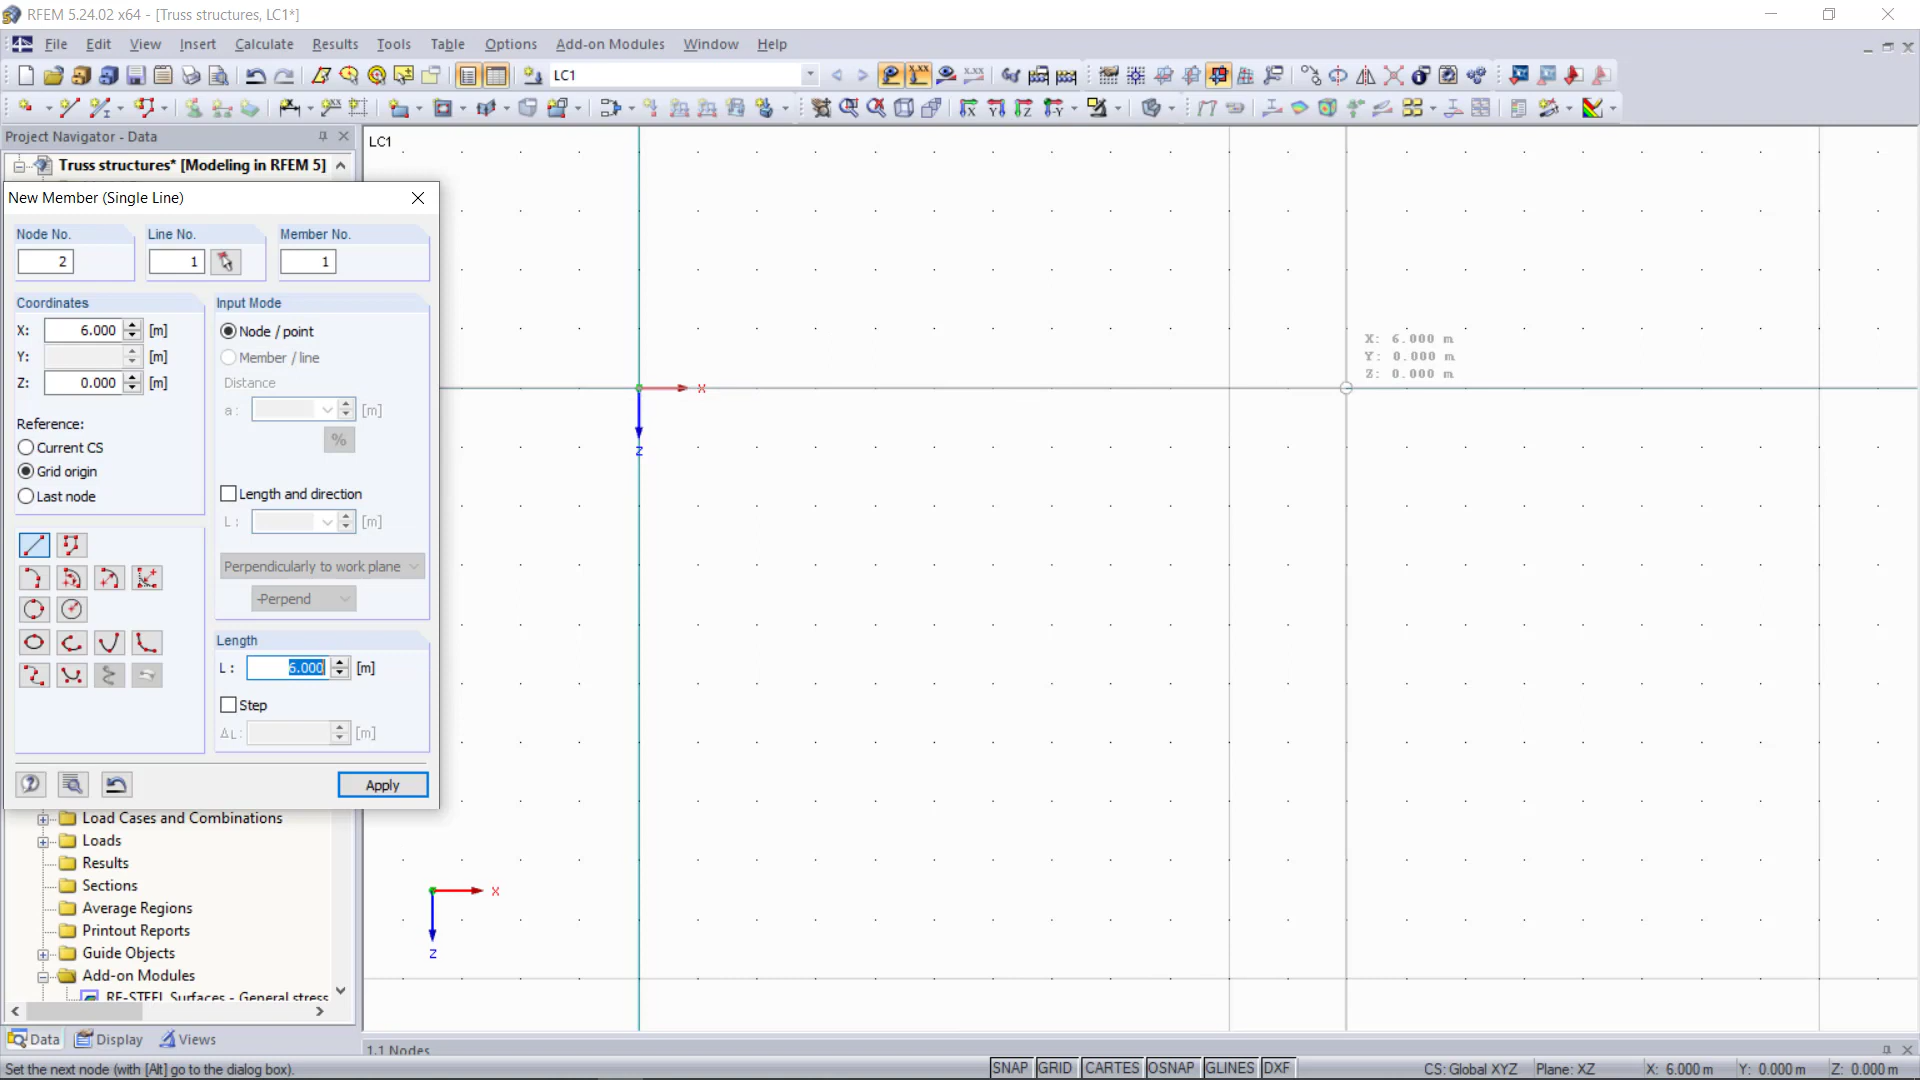 RFEM 5.24.02 x64 - [Truss structures, LC1*]
File Edit View Insert Calculate Results Tools Table Options Add-on Modules Window Help
LC1
Project Navigator - Data
LC1
Truss structures* [Modeling in RFEM 5]
New Member (Single Line)
Node No. Line No. Member No.
2 1 1
Coordinates Input Mode
X: 6.000 [m] Node / point
Y: [m] Member / line
Z: 0.000 [m] Distance
a: [m]
%
Reference:
Current CS
Grid origin
Last node
Length and direction
L: [m]
Perpendicularly to work plane
-Perpend
Length
L: 6.000 [m]
Step
ΔL: [m]
Apply
X
Z
X: 6.000 m
Y: 0.000 m
Z: 0.000 m
X
Z
Load Cases and Combinations
Loads
Results
Sections
Average Regions
Printout Reports
Guide Objects
Add-on Modules
RF-STEEL Surfaces - General stress
Data Display Views
1.1 Nodes
Set the next node (with [Alt] go to the dialog box).
SNAP GRID CARTES OSNAP GLINES DXF
CS: Global XYZ Plane: XZ X: 6.000 m Y: 0.000 m Z: 0.000 m